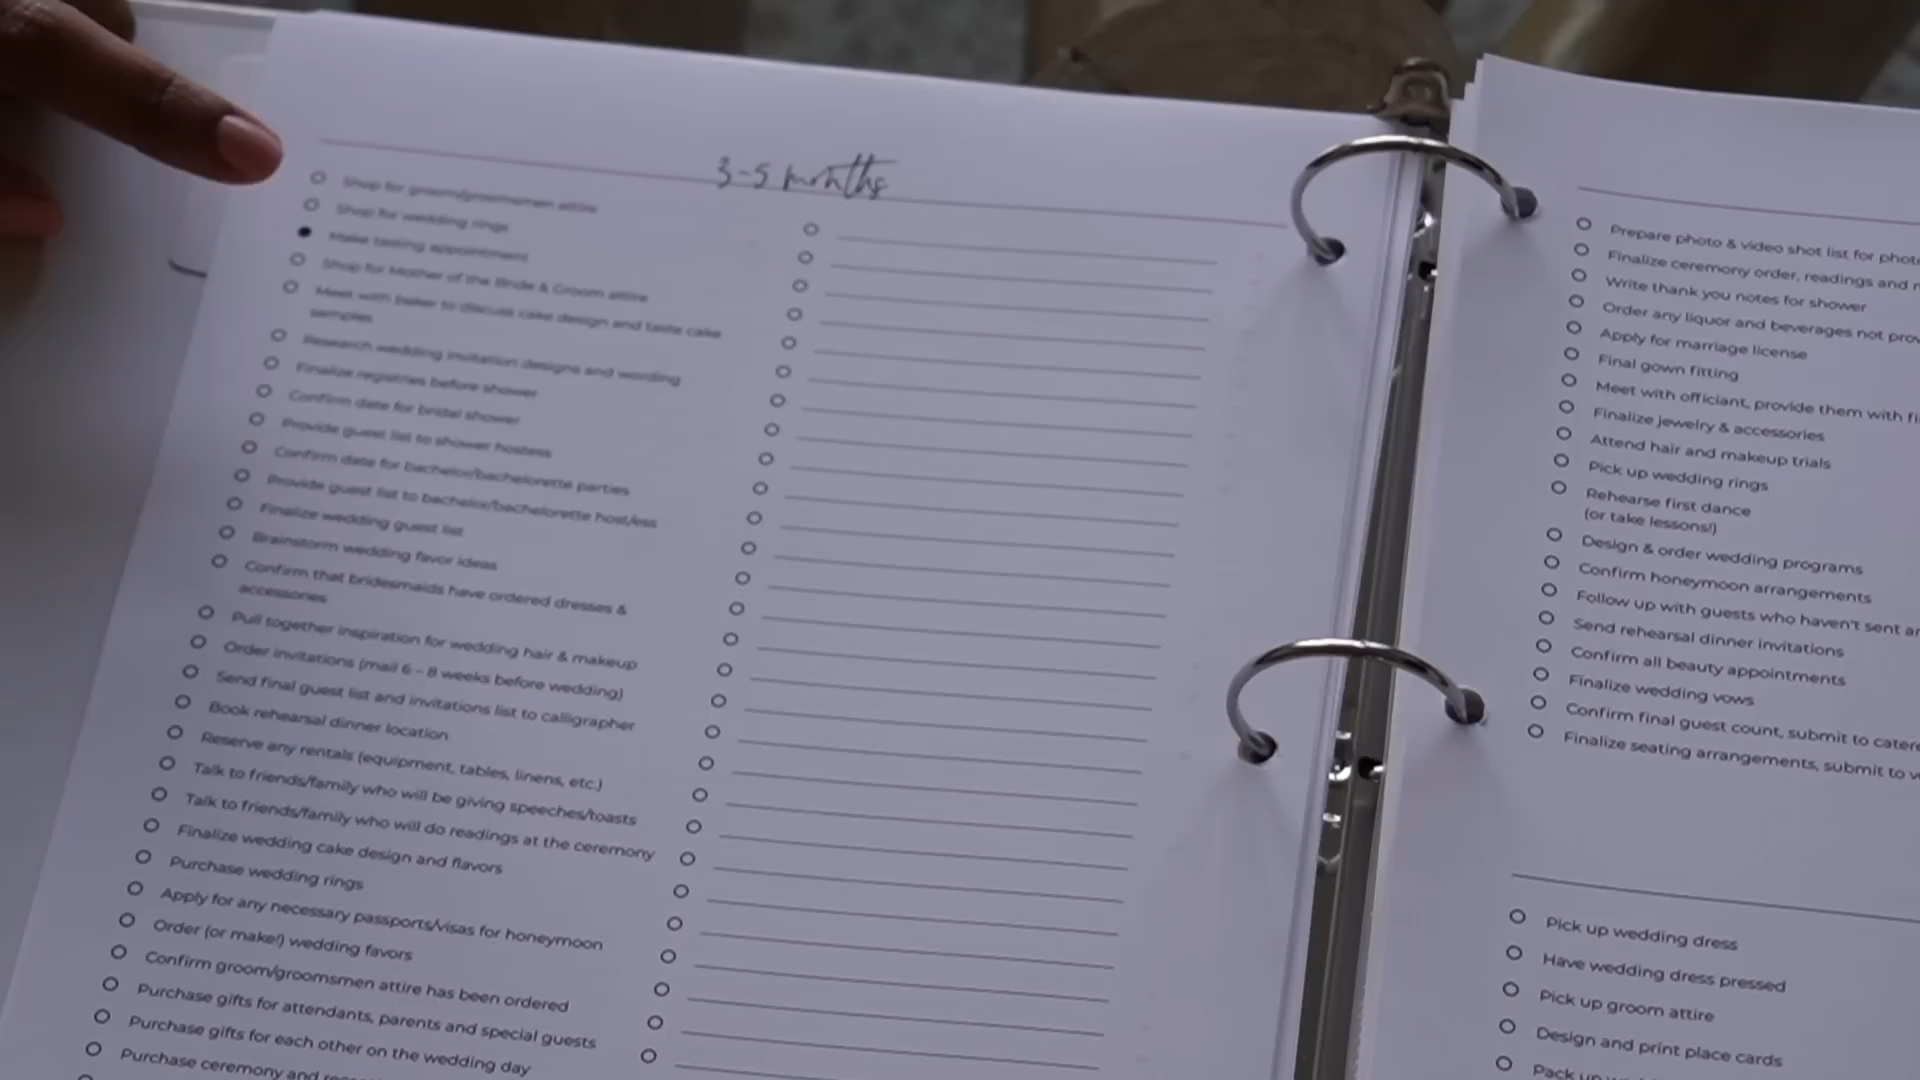 3-5 months
Shop for groom/groomsmen attire
Shop for wedding rings
Make tasting appointment
Shop for Mother of the Bride & Groom attire
Meet with baker to discuss cake design and taste cake
samples
Research wedding invitation designs and wording
Finalize registries before shower
Confirm date for bridal shower
Provide guest list to shower hostess
Confirm date for bachelor/bachelorette parties
Provide guest list to bachelor/bachelorette host/ess
Finalize wedding guest list
Brainstorm wedding favor ideas
Confirm that bridesmaids have ordered dresses &
accessories
Pull together inspiration for wedding hair & makeup
Order invitations (mail 6 – 8 weeks before wedding)
Send final guest list and invitations list to calligrapher
Book rehearsal dinner location
Reserve any rentals (equipment, tables, linens, etc.)
Talk to friends/family who will be giving speeches/toasts
Talk to friends/family who will do readings at the ceremony
Finalize wedding cake design and flavors
Purchase wedding rings
Apply for any necessary passports/visas for honeymoon
Order (or make!) wedding favors
Confirm groom/groomsmen attire has been ordered
Purchase gifts for attendants, parents and special guests
Purchase gifts for each other on the wedding day
Purchase ceremony and
Prepare photo & video shot list for
Finalize ceremony order, readings and
Write thank you notes for shower
Order any liquor and beverages not
Apply for marriage license
Final gown fitting
Meet with officiant, provide them with
Finalize jewelry & accessories
Attend hair and makeup trials
Pick up wedding rings
Rehearse first dance
(or take lessons!)
Design & order wedding programs
Confirm honeymoon arrangements
Follow up with guests who haven't sent
Send rehearsal dinner invitations
Confirm all beauty appointments
Finalize wedding vows
Confirm final guest count, submit to
Finalize seating arrangements, submit to
Pick up wedding dress
Have wedding dress pressed
Pick up groom attire
Design and print place cards
Pack